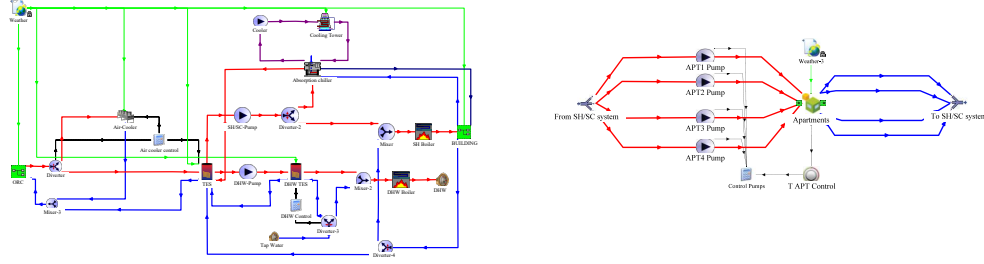 Weather
Cooler
Cooling Tower
Absorption chiller
Air-Cooler
SH/SC-Pump
Diverter-2
Air cooler control
Mixer
SH Boiler
BUILDING
ORC
Diverter
TES
DHW-Pump
DHW TES
Mixer-2
DHW Boiler
DHW
Mixer-3
DHW Control
Diverter-3
Tap Water
Diverter-4
Weather-3
APT1 Pump
APT2 Pump
From SH/SC system
APT3 Pump
Apartments
To SH/SC system
APT4 Pump
Control Pumps
T APT Control